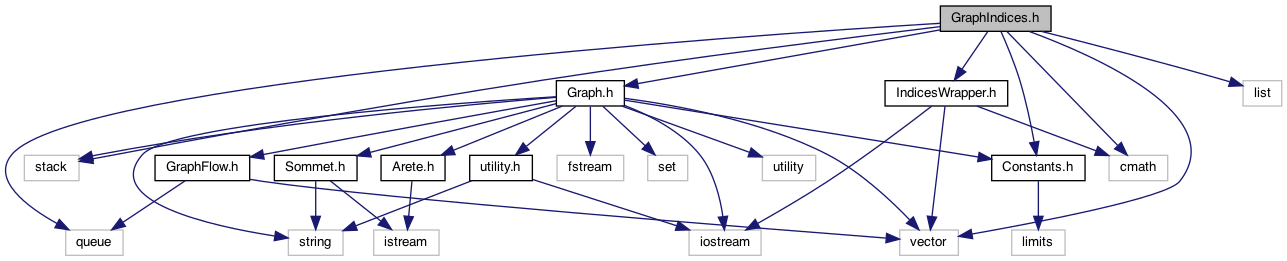 GraphIndices.h
Graph.h
IndicesWrapper.h
list
stack
GraphFlow.h
Sommet.h
Arete.h
utility.h
fstream
set
utility
Constants.h
cmath
queue
string
istream
iostream
vector
limits